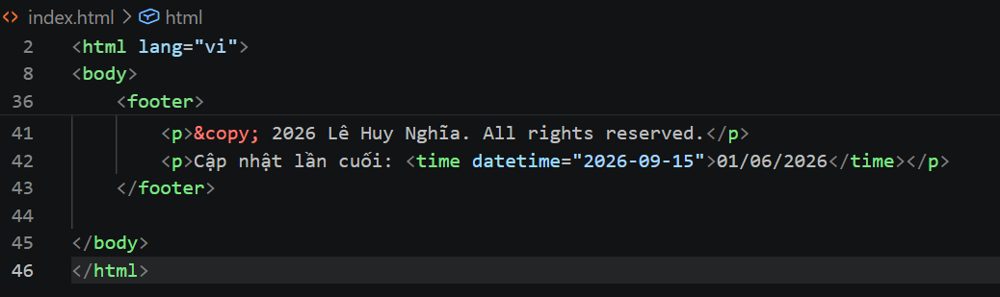 index.html > html
2 <html lang="vi">
8 <body>
36 <footer>
41 <p>&copy; 2026 Lê Huy Nghĩa. All rights reserved.</p>
42 <p>Cập nhật lần cuối: <time datetime="2026-09-15">01/06/2026</time></p>
43 </footer>
44
45 </body>
46 </html>